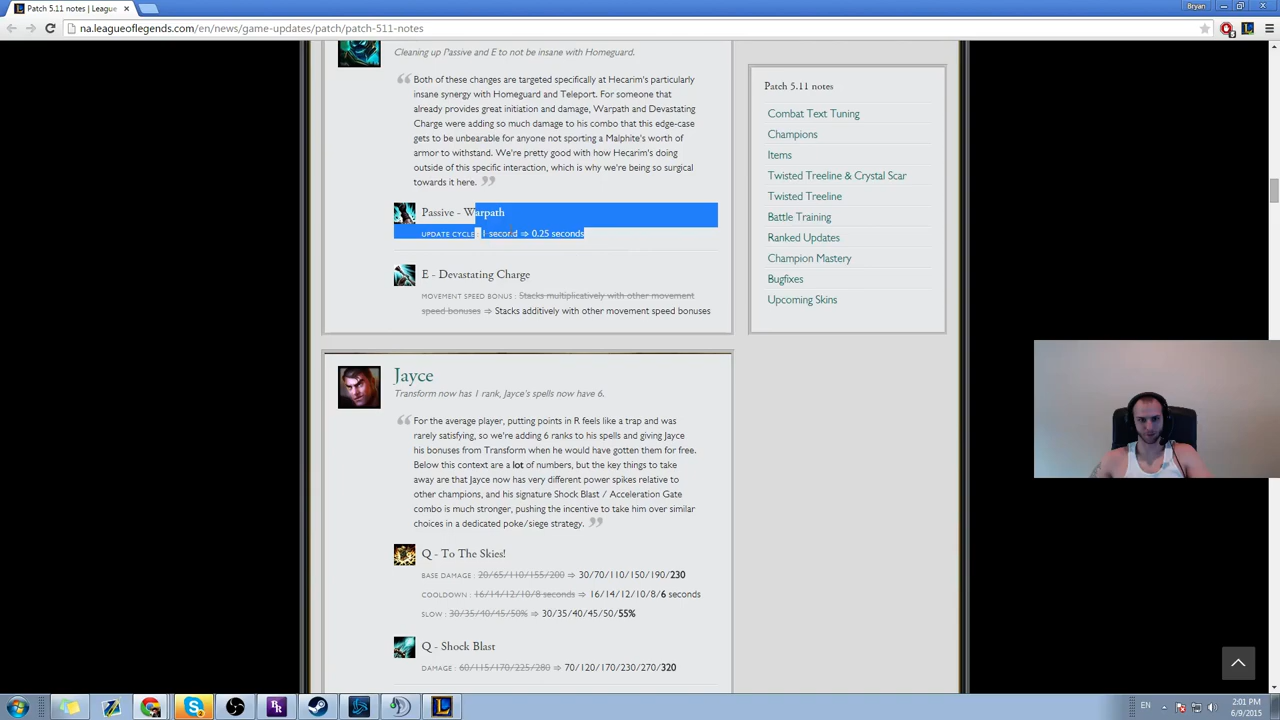 Patch 5.11 notes | League
Bryan
na.leagueoflegends.com/en/news/game-updates/patch/patch-511-notes
Cleaning up Passive and E to not be insane with Homeguard.
Both of these changes are targeted specifically at Hecarim's particularly
insane synergy with Homeguard and Teleport. For someone that
already provides great initiation and damage, Warpath and Devastating
Charge were adding so much damage to his combo that this edge-case
gets to be unbearable for anyone not sporting a Malphite's worth of
armor to withstand. We're pretty good with how Hecarim's doing
outside of this specific interaction, which is why we're being so surgical
towards it here.
Passive - Warpath
UPDATE CYCLE : 1 second ⇒ 0.25 seconds
E - Devastating Charge
MOVEMENT SPEED BONUS : Stacks multiplicatively with other movement
speed bonuses ⇒ Stacks additively with other movement speed bonuses
Jayce
Transform now has 1 rank, Jayce's spells now have 6.
For the average player, putting points in R feels like a trap and was
rarely satisfying, so we're adding 6 ranks to his spells and giving Jayce
his bonuses from Transform when he would have gotten them for free.
Below this context are a lot of numbers, but the key things to take
away are that Jayce now has very different power spikes relative to
other champions, and his signature Shock Blast / Acceleration Gate
combo is much stronger, pushing the incentive to take him over similar
choices in a dedicated poke/siege strategy.
Q - To The Skies!
BASE DAMAGE : 20/65/110/155/200 ⇒ 30/70/110/150/190/230
COOLDOWN : 16/14/12/10/8 seconds ⇒ 16/14/12/10/8/6 seconds
SLOW : 30/35/40/45/50% ⇒ 30/35/40/45/50/55%
Q - Shock Blast
DAMAGE : 60/115/170/225/280 ⇒ 70/120/170/230/270/320
Patch 5.11 notes
Combat Text Tuning
Champions
Items
Twisted Treeline & Crystal Scar
Twisted Treeline
Battle Training
Ranked Updates
Champion Mastery
Bugfixes
Upcoming Skins
EN
2:01 PM
6/9/2015